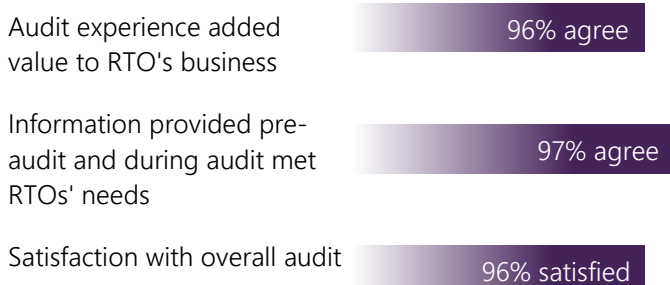 Audit experience added
value to RTO's business
96% agree
Information provided pre-
audit and during audit met
RTOs' needs
97% agree
Satisfaction with overall audit
96% satisfied